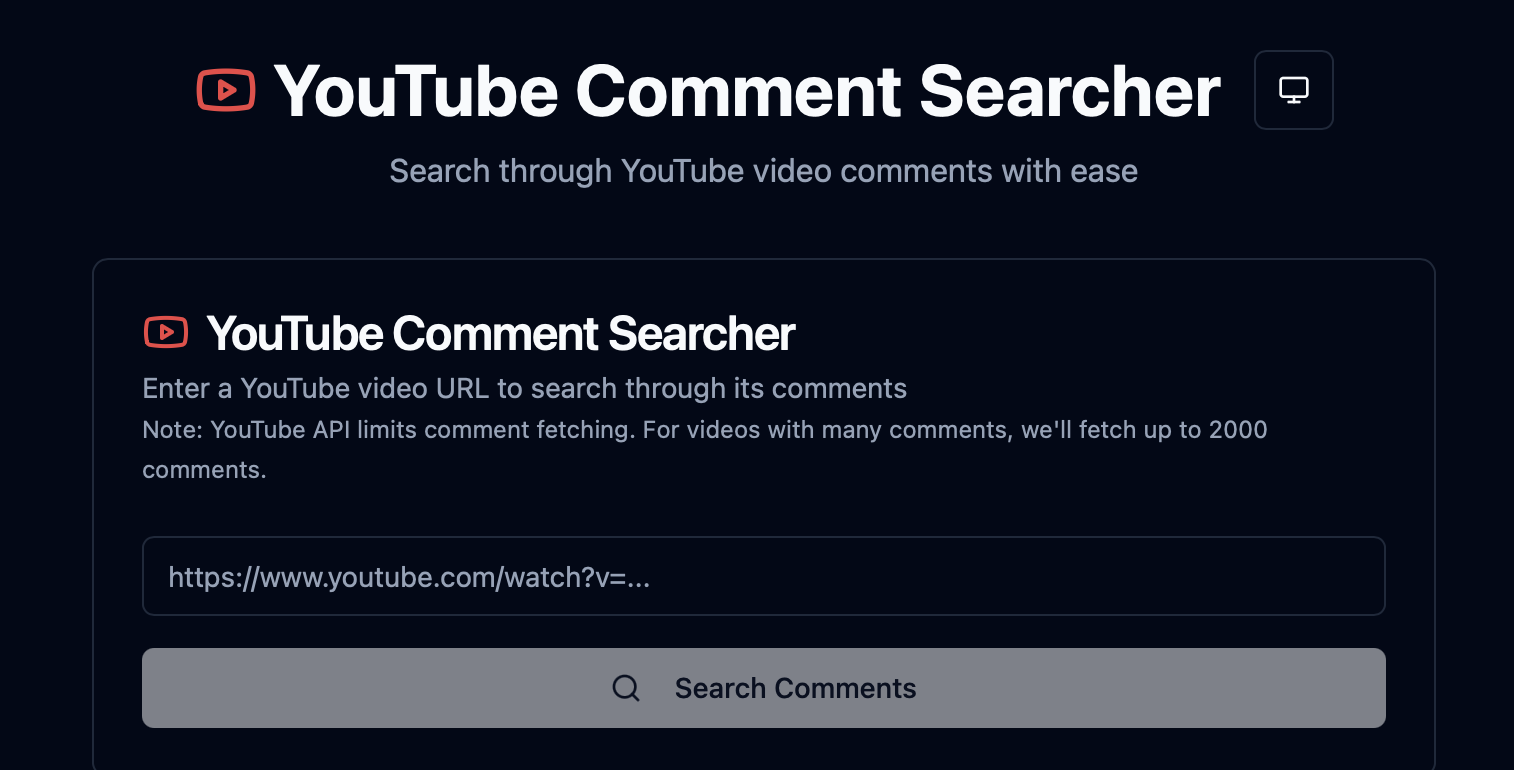 YouTube Comment Searcher
Search through YouTube video comments with ease
YouTube Comment Searcher
Enter a YouTube video URL to search through its comments
Note: YouTube API limits comment fetching. For videos with many comments, we'll fetch up to 2000
comments.
https://www.youtube.com/watch?v=...
Search Comments